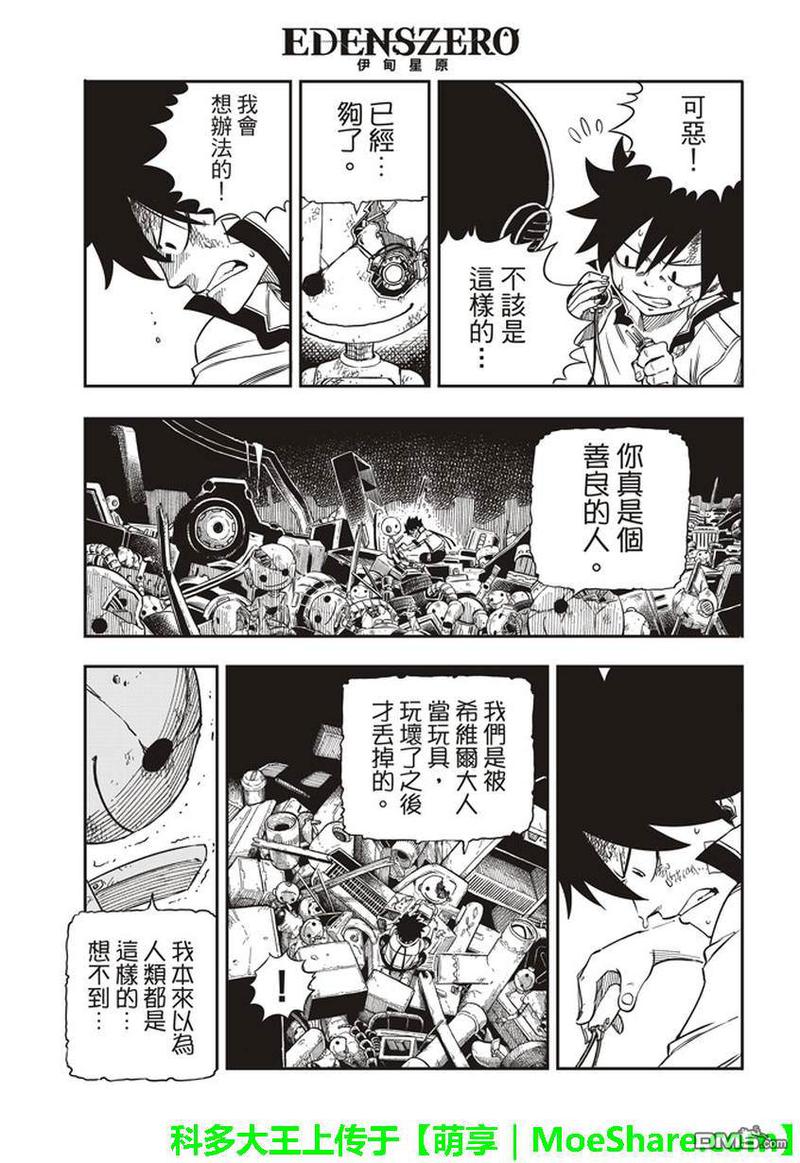 EDENSZERO
伊甸星原
可惡！
不該是
這樣的…
已經…
夠了。
我會
想辦法的！
你真是個
善良的人。
我們是被
希維爾大人
當玩具，
玩壞了之後
才丟掉的。
！
我本來以為
人類都是
這樣的…
想不到…
科多大王上传于【萌享｜MoeShare.com】